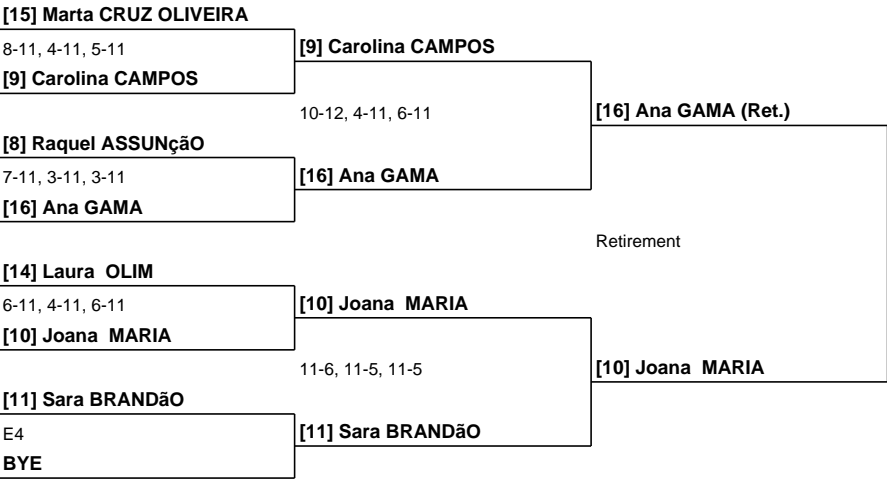 [15] Marta CRUZ OLIVEIRA
8-11, 4-11, 5-11
[9] Carolina CAMPOS
[9] Carolina CAMPOS
10-12, 4-11, 6-11
[16] Ana GAMA (Ret.)
[8] Raquel ASSUNçãO
7-11, 3-11, 3-11
[16] Ana GAMA
[16] Ana GAMA
Retirement
[14] Laura  OLIM
6-11, 4-11, 6-11
[10] Joana  MARIA
[10] Joana  MARIA
11-6, 11-5, 11-5
[10] Joana  MARIA
[11] Sara BRANDãO
E4
[11] Sara BRANDãO
BYE